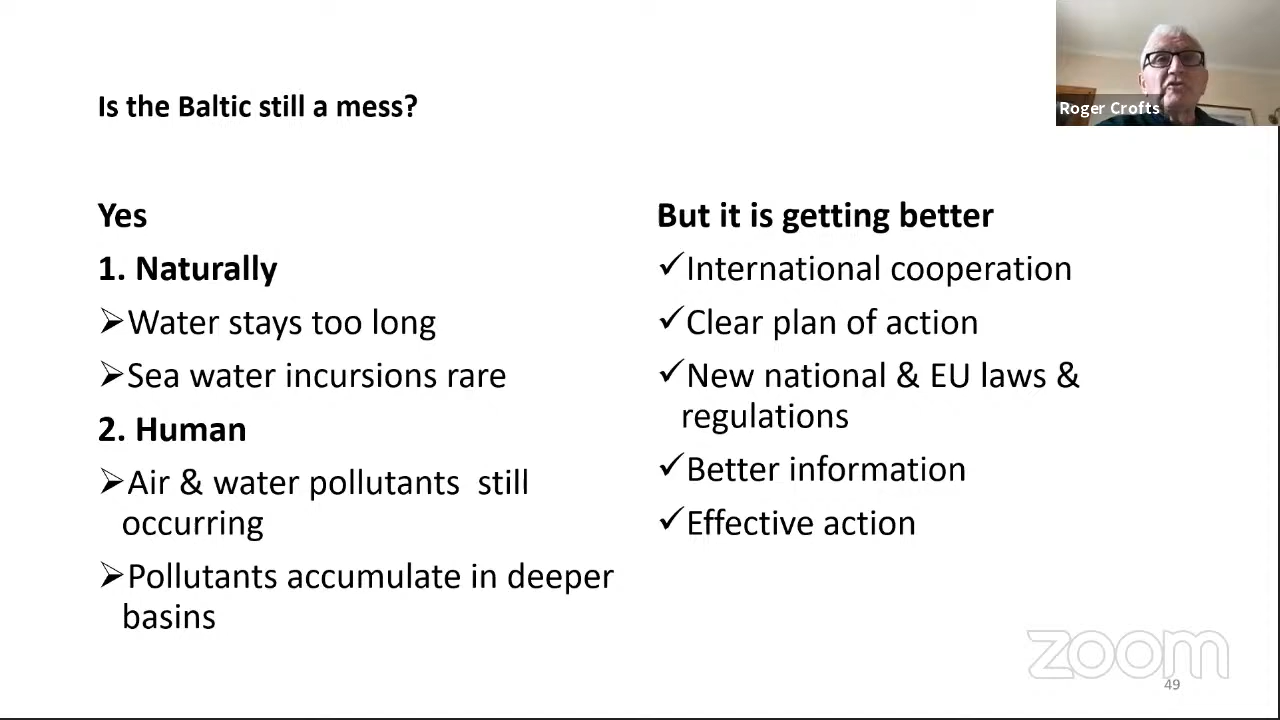 Roger Crofts
Is the Baltic still a mess?
Yes
1. Naturally
➢Water stays too long
➢Sea water incursions rare
2. Human
➢Air & water pollutants  still
occurring
➢Pollutants accumulate in deeper
basins
But it is getting better
✓International cooperation
✓Clear plan of action
✓New national & EU laws &
regulations
✓Better information
✓Effective action
zoom
49